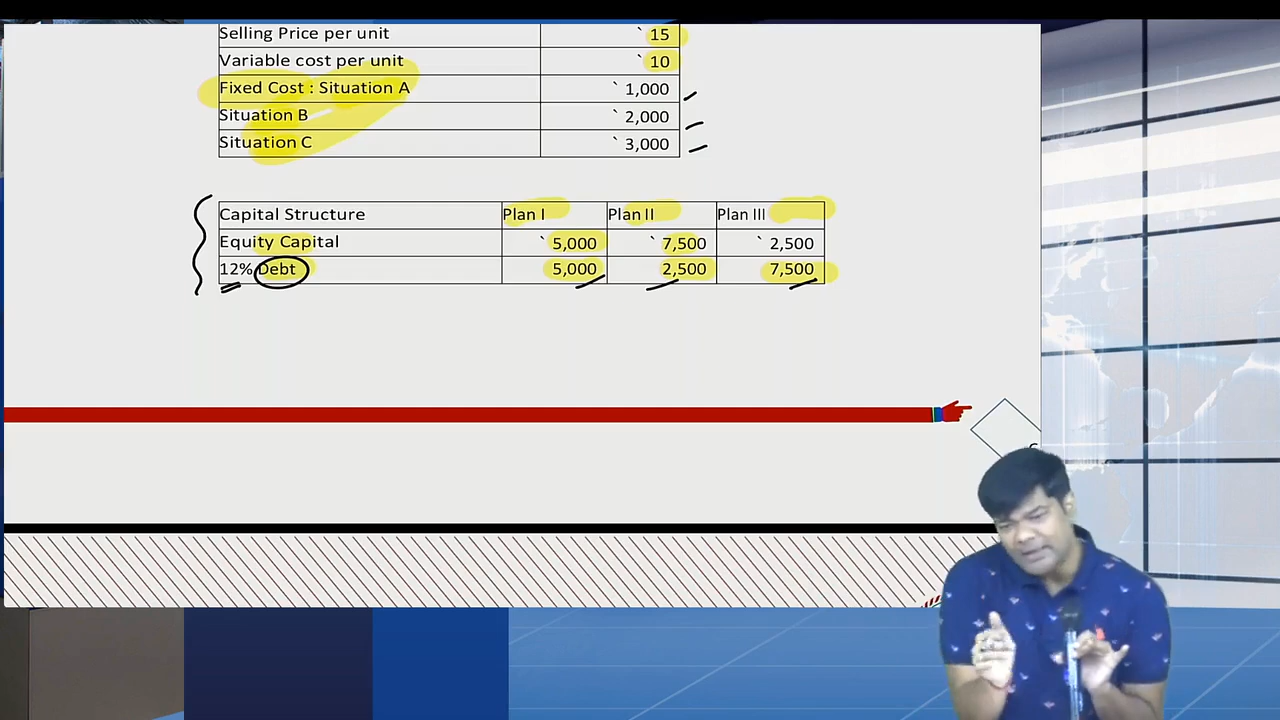 Selling Price per unit ` 15
Variable cost per unit ` 10
Fixed Cost : Situation A ` 1,000
Situation B ` 2,000
Situation C ` 3,000
Capital Structure Plan I Plan II Plan III
Equity Capital ` 5,000 ` 7,500 ` 2,500
12% Debt 5,000 2,500 7,500